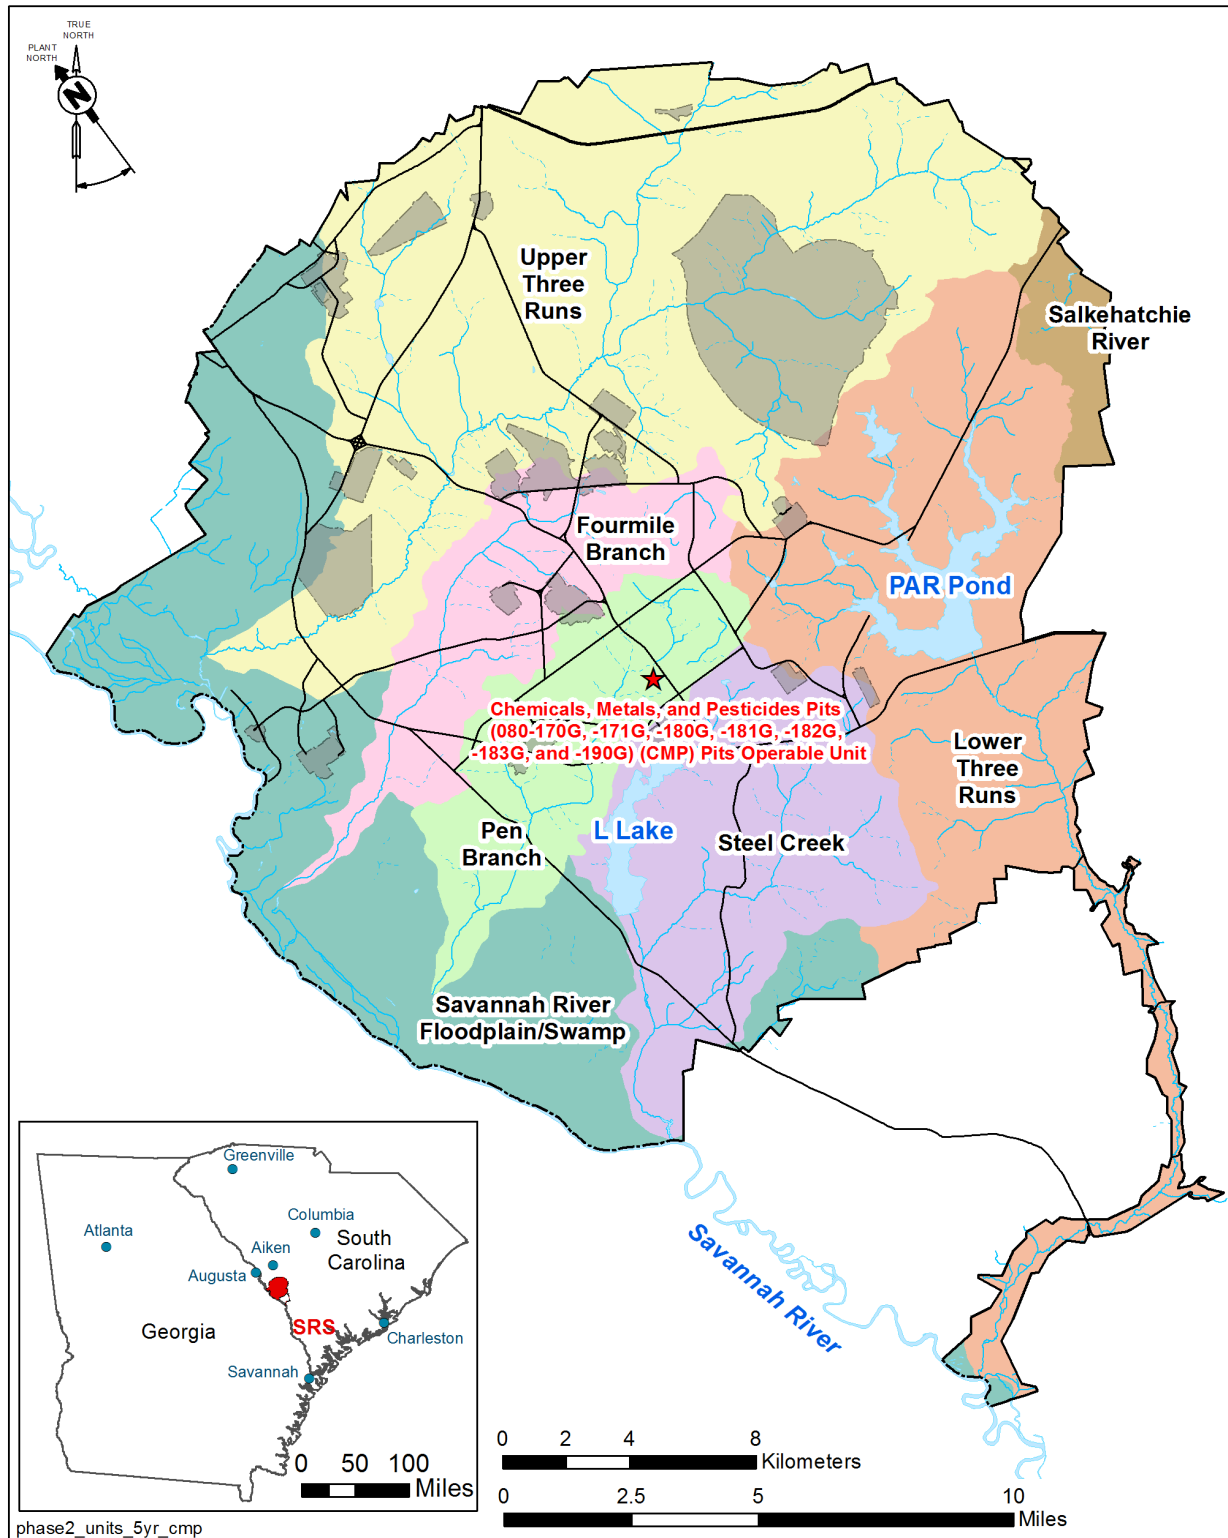 TRUE
NORTH
PLANT
NORTH
N
Upper
Three
Runs
Salkehatchie
River
Fourmile
Branch
PAR Pond
Chemicals, Metals, and Pesticides Pits
(080-170G, -171G, -180G, -181G, -182G,
-183G, and -190G) (CMP) Pits Operable Unit
Lower
Three
Runs
L Lake
Pen
Branch
Steel Creek
Savannah River
Floodplain/Swamp
Savannah River
Greenville
Atlanta
Columbia
South
Carolina
Aiken
Augusta
Georgia
SRS
Charleston
Savannah
0 50 100
Miles
0 2 4 8
Kilometers
0 2.5 5 10
Miles
phase2_units_5yr_cmp